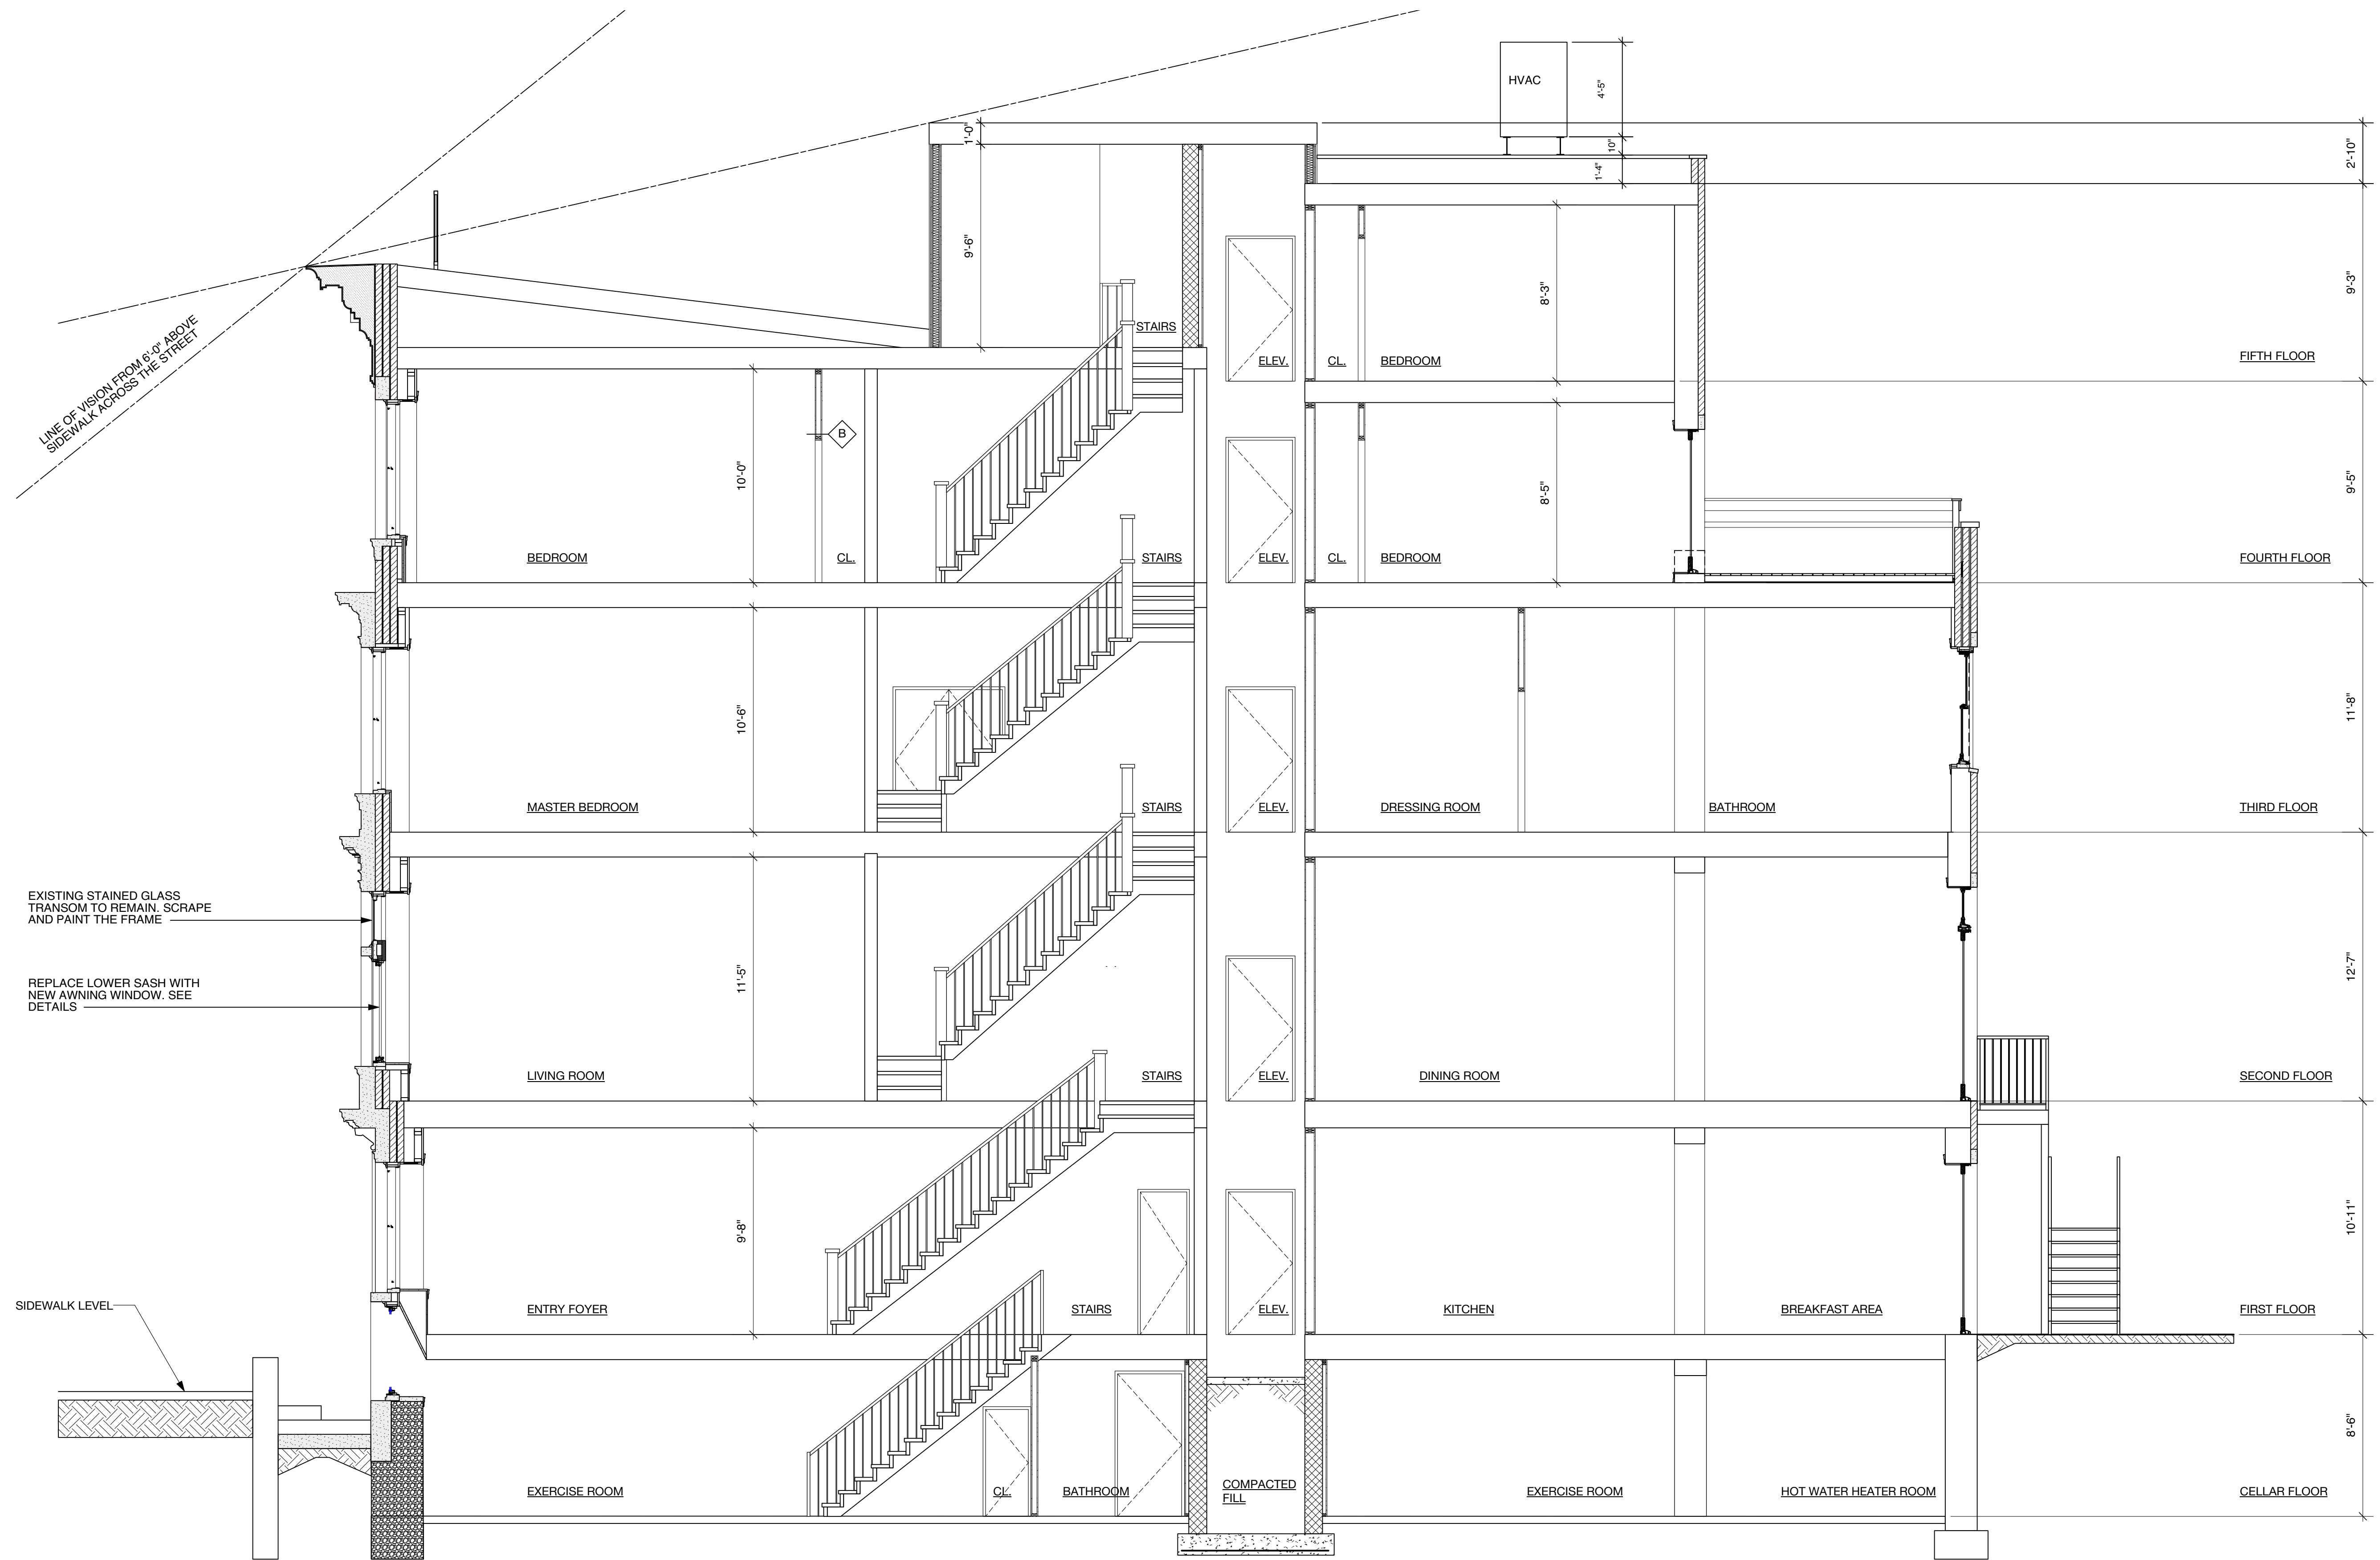 HVAC
4'-5"
1'-0"
10"
2'-10"
1'-4"
9'-6"
8'-3"
9'-3"
STAIRS
LINE OF VISION FROM 6'-0" ABOVE
SIDEWALK ACROSS THE STREET
ELEV.
CL.
BEDROOM
FIFTH FLOOR
B
10'-0"
8'-5"
9'-5"
BEDROOM
CL.
STAIRS
ELEV.
CL.
BEDROOM
FOURTH FLOOR
10'-6"
11'-8"
MASTER BEDROOM
STAIRS
ELEV.
DRESSING ROOM
BATHROOM
THIRD FLOOR
EXISTING STAINED GLASS
TRANSOM TO REMAIN. SCRAPE
AND PAINT THE FRAME
11'-5"
12'-7"
REPLACE LOWER SASH WITH
NEW AWNING WINDOW. SEE
DETAILS
LIVING ROOM
STAIRS
ELEV.
DINING ROOM
SECOND FLOOR
9'-8"
10'-11"
SIDEWALK LEVEL
ENTRY FOYER
STAIRS
ELEV.
KITCHEN
BREAKFAST AREA
FIRST FLOOR
8'-6"
EXERCISE ROOM
CL.
BATHROOM
COMPACTED
FILL
EXERCISE ROOM
HOT WATER HEATER ROOM
CELLAR FLOOR